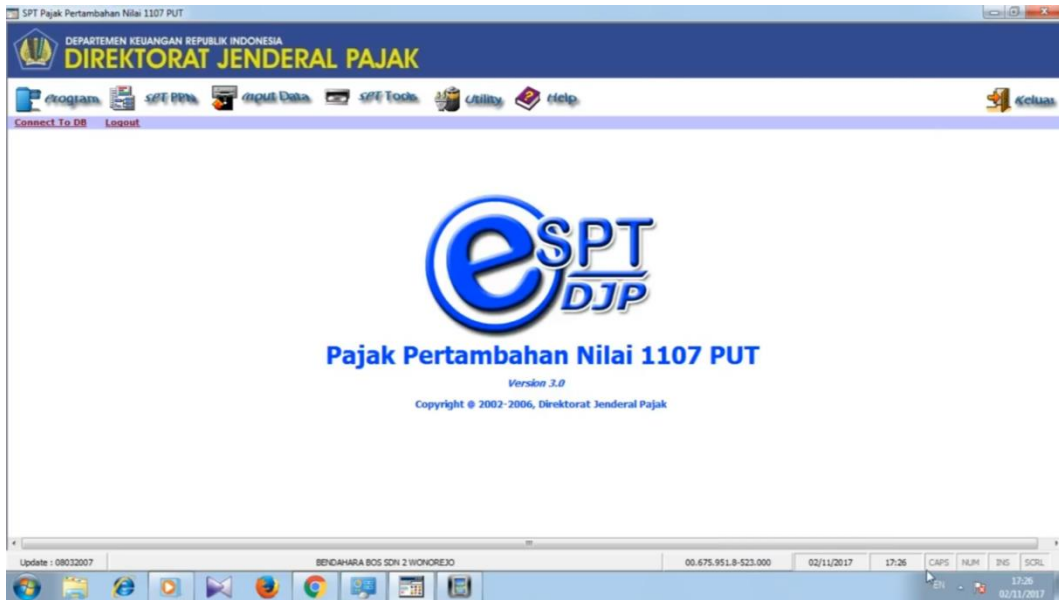 SPT Pajak Pertambahan Nilai 1107 PUT
DEPARTEMEN KEUANGAN REPUBLIK INDONESIA
DIREKTORAT JENDERAL PAJAK
Program SPT PPN Input Data SPT Tools Utility Help Keluar
Connect To DB Logout
eSPT
DJP
Pajak Pertambahan Nilai 1107 PUT
Version 3.0
Copyright @ 2002-2006, Direktorat Jenderal Pajak
Update : 08032007 BENDAHARA BOS SDN 2 WONOREJO 00.675.951.8-523.000 02/11/2017 17:26 CAPS NUM INS SCRL
EN 17:26
02/11/2017